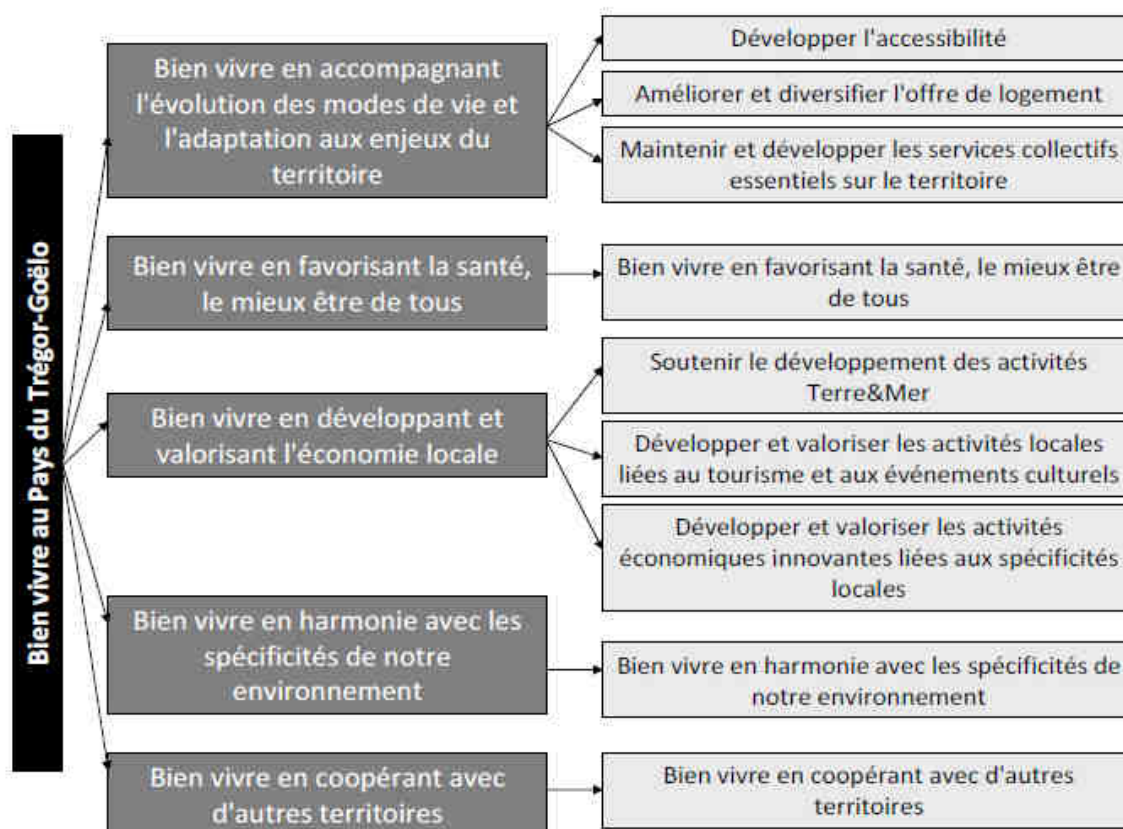 Bien vivre au Pays du Trégor-Goëlo
Bien vivre en accompagnant
l'évolution des modes de vie et
l'adaptation aux enjeux du
territoire
Développer l'accessibilité
Améliorer et diversifier l'offre de logement
Maintenir et développer les services collectifs
essentiels sur le territoire
Bien vivre en favorisant la santé,
le mieux être de tous
Bien vivre en favorisant la santé, le mieux être
de tous
Bien vivre en développant et
valorisant l'économie locale
Soutenir le développement des activités
Terre&Mer
Développer et valoriser les activités locales
liées au tourisme et aux événements culturels
Développer et valoriser les activités
économiques innovantes liées aux spécificités
locales
Bien vivre en harmonie avec les
spécificités de notre
environnement
Bien vivre en harmonie avec les spécificités de
notre environnement
Bien vivre en coopérant avec
d'autres territoires
Bien vivre en coopérant avec d'autres
territoires